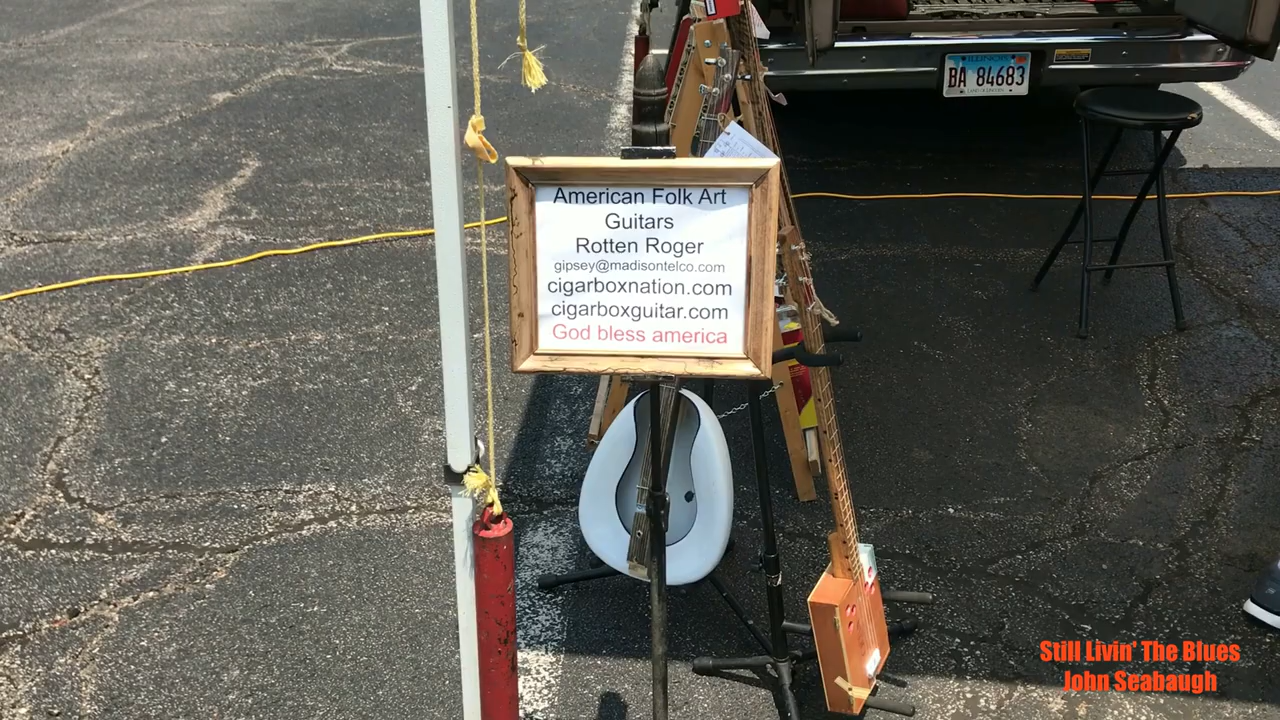 ILLINOIS
BA 84683
American Folk Art
Guitars
Rotten Roger
gipsey@madisontelco.com
cigarboxnation.com
cigarboxguitar.com
God bless america
Still Livin' The Blues
John Seabaugh